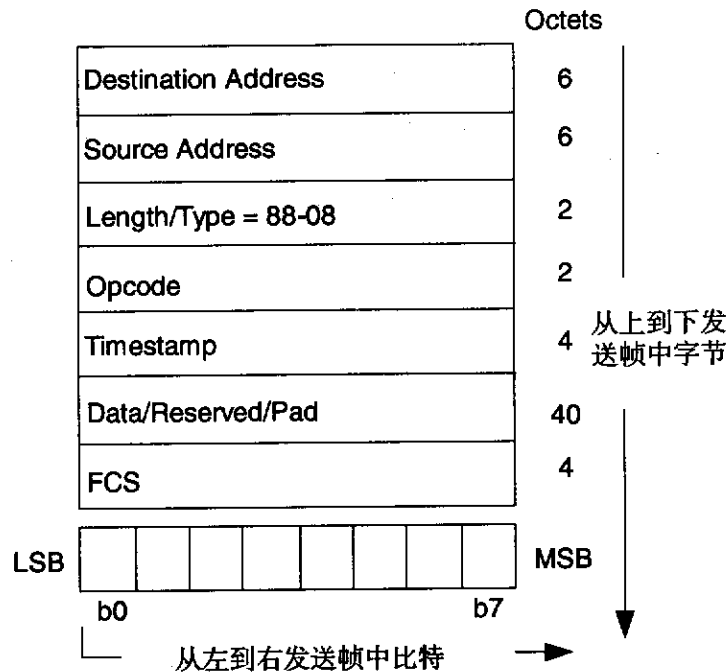 Octets
Destination Address 6
Source Address 6
Length/Type = 88-08 2
Opcode 2
Timestamp 4
从上到下发
送帧中字节
Data/Reserved/Pad 40
FCS 4
LSB MSB
b0 b7
从左到右发送帧中比特